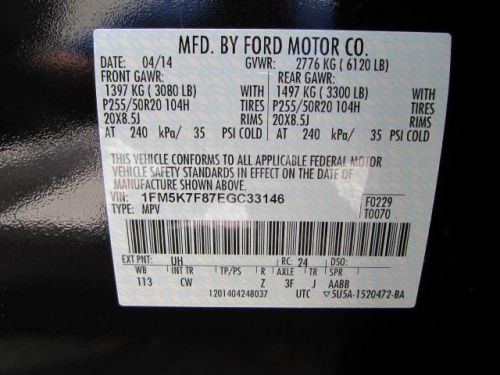 MFD. BY FORD MOTOR CO.
DATE: 04/14 GVWR: 2776 KG ( 6120 LB)
FRONT GAWR: REAR GAWR:
1397 KG ( 3080 LB) WITH 1497 KG ( 3300 LB) WITH
P255/50R20 104H TIRES P255/50R20 104H TIRES
20X8.5J RIMS 20X8.5J RIMS
AT 240 kPa/ 35 PSI COLD AT 240 kPa/ 35 PSI COLD
THIS VEHICLE CONFORMS TO ALL APPLICABLE FEDERAL MOTOR
VEHICLE SAFETY STANDARDS IN EFFECT ON THE DATE OF
MANUFACTURE SHOWN ABOVE.
VIN: 1FM5K7F87EGC33146 F0229
TYPE: MPV T0070
EXT PNT: UH RC: 24
WB INT TR TP/PS R AXLE TR SPR
113 CW Z 3F J AABB
1201404248037 UTC 5U5A-1520472-BA